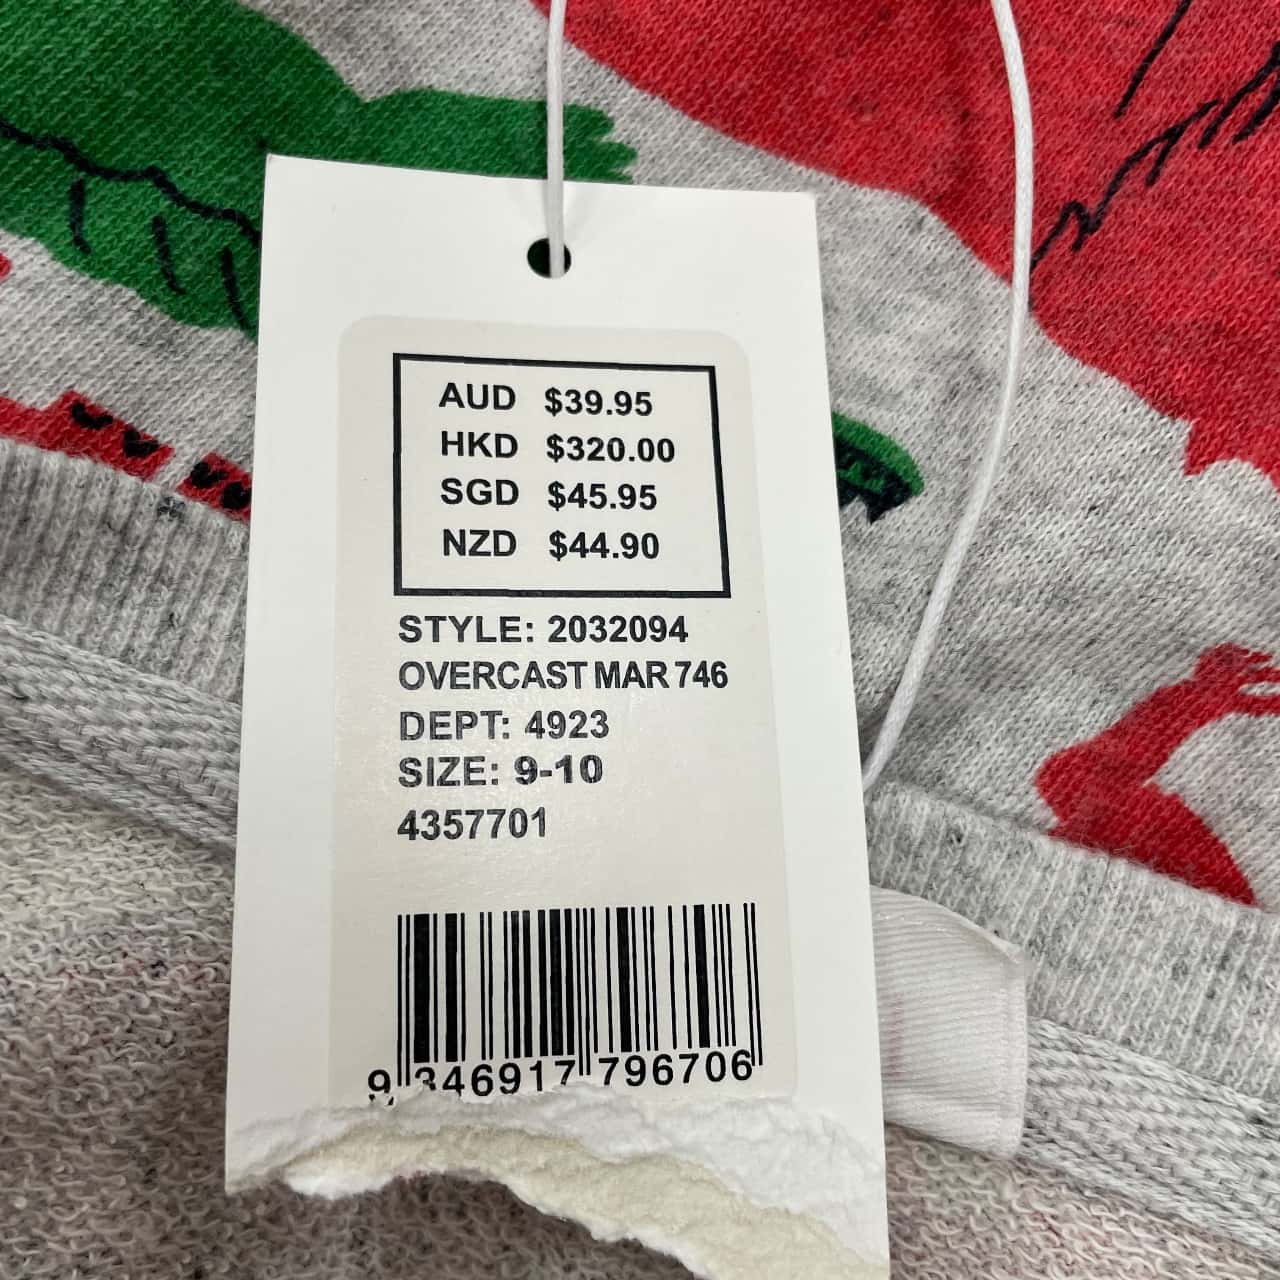 AUD $39.95
HKD $320.00
SGD $45.95
NZD $44.90
STYLE: 2032094
OVERCAST MAR 746
DEPT: 4923
SIZE: 9-10
4357701
9 346917 796706